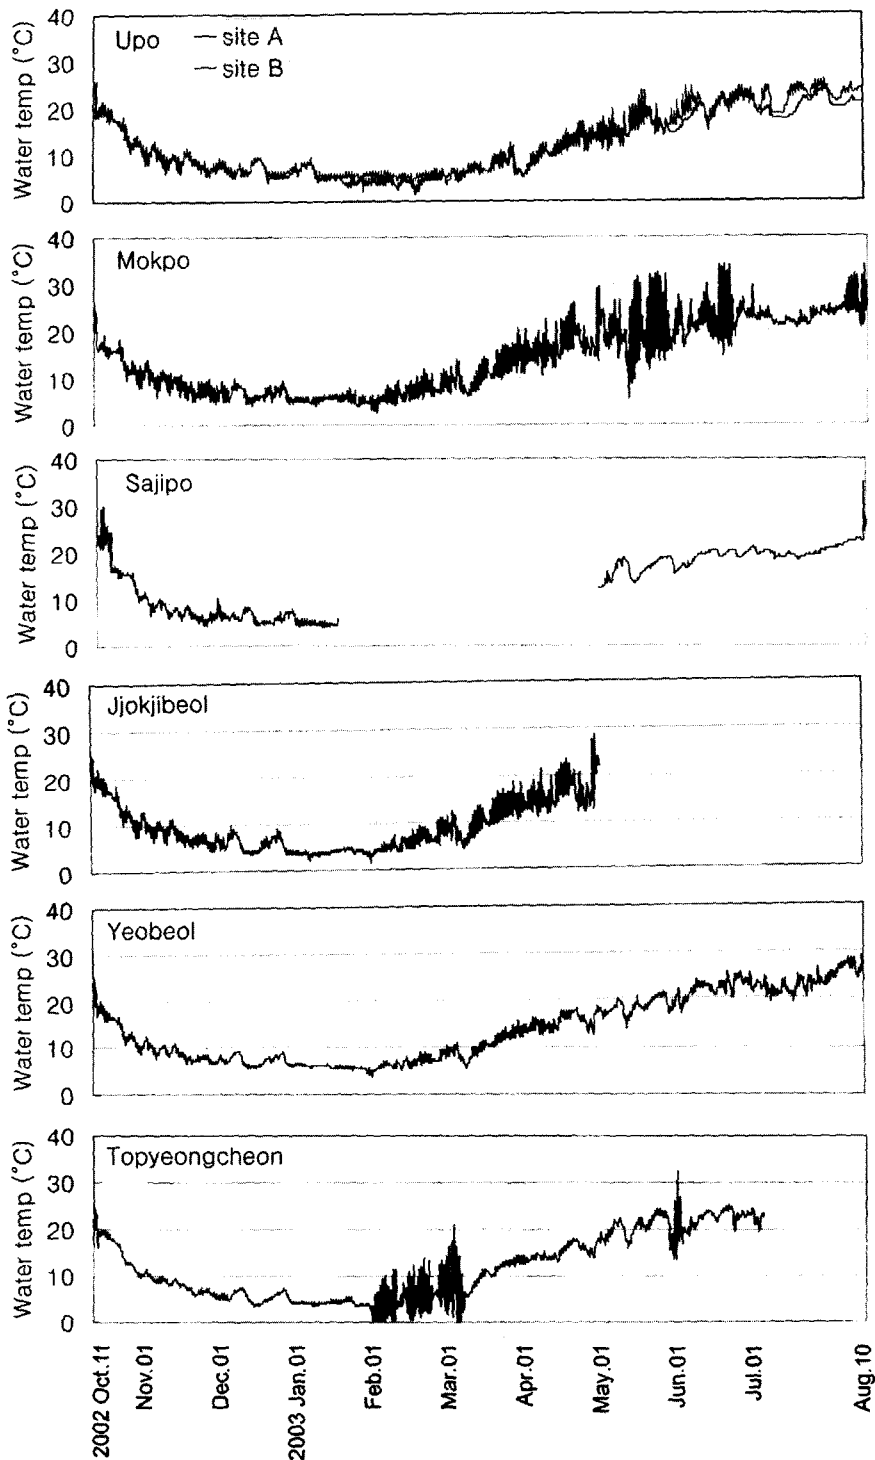 Water temp (°C)
40
30
20
10
0
Upo
site A
site B
Water temp (°C)
40
30
20
10
0
Mokpo
Water temp (°C)
40
30
20
10
0
Sajipo
Water temp (°C)
40
30
20
10
0
Jjokjibeol
Water temp (°C)
40
30
20
10
0
Yeobeol
Water temp (°C)
40
30
20
10
0
Topyeongcheon
2002 Oct.11
Nov.01
Dec.01
2003 Jan.01
Feb.01
Mar.01
Apr.01
May.01
Jun.01
Jul.01
Aug.10